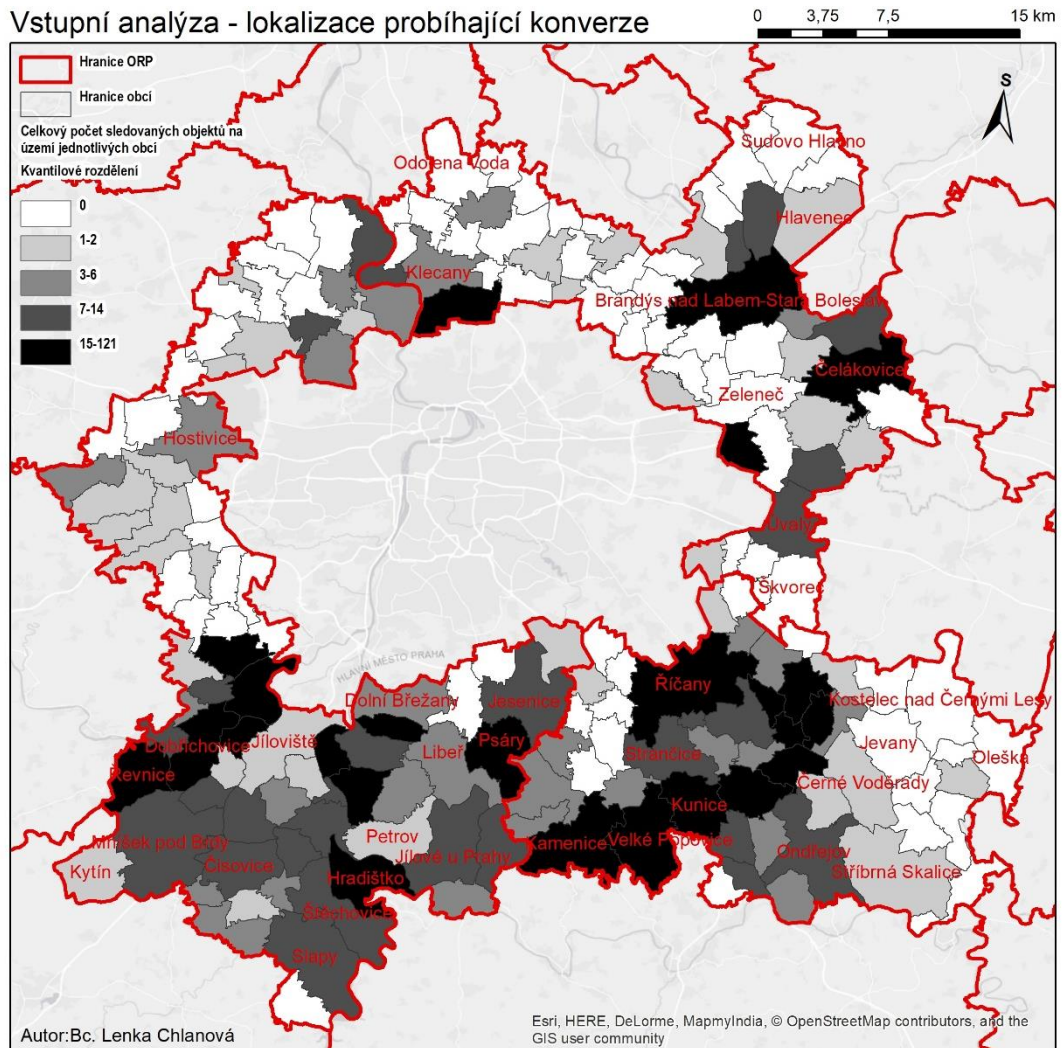 Vstupní analýza - lokalizace probíhající konverze
0 3,75 7,5 15 km
Hranice ORP
Hranice obcí
Celkový počet sledovaných objektů na
území jednotlivých obcí
Kvantilové rozdělení
0
1-2
3-6
7-14
15-121
S
Sudovo Hlavno
Odolena Voda
Hlavenec
Klecany
Brandýs nad Labem-Stará Boleslav
Čelákovice
Zeleneč
Hostivice
Úvaly
Škvorec
HLAVNÍ MĚSTO PRAHA
Říčany
Dolní Břežany
Jesenice
Kostelec nad Černými Lesy
Dobřichovice
Jíloviště
Libeř
Psáry
Strančice
Jevany
Oleška
Řevnice
Černé Voděrady
Kunice
Petrov
Kamenice
Velké Popovice
Mníšek pod Brdy
Čisovice
Jílové u Prahy
Ondřejov
Stříbrná Skalice
Kytín
Hradištko
Štěchovice
Slapy
Autor:Bc. Lenka Chlanová
Esri, HERE, DeLorme, MapmyIndia, © OpenStreetMap contributors, and the
GIS user community